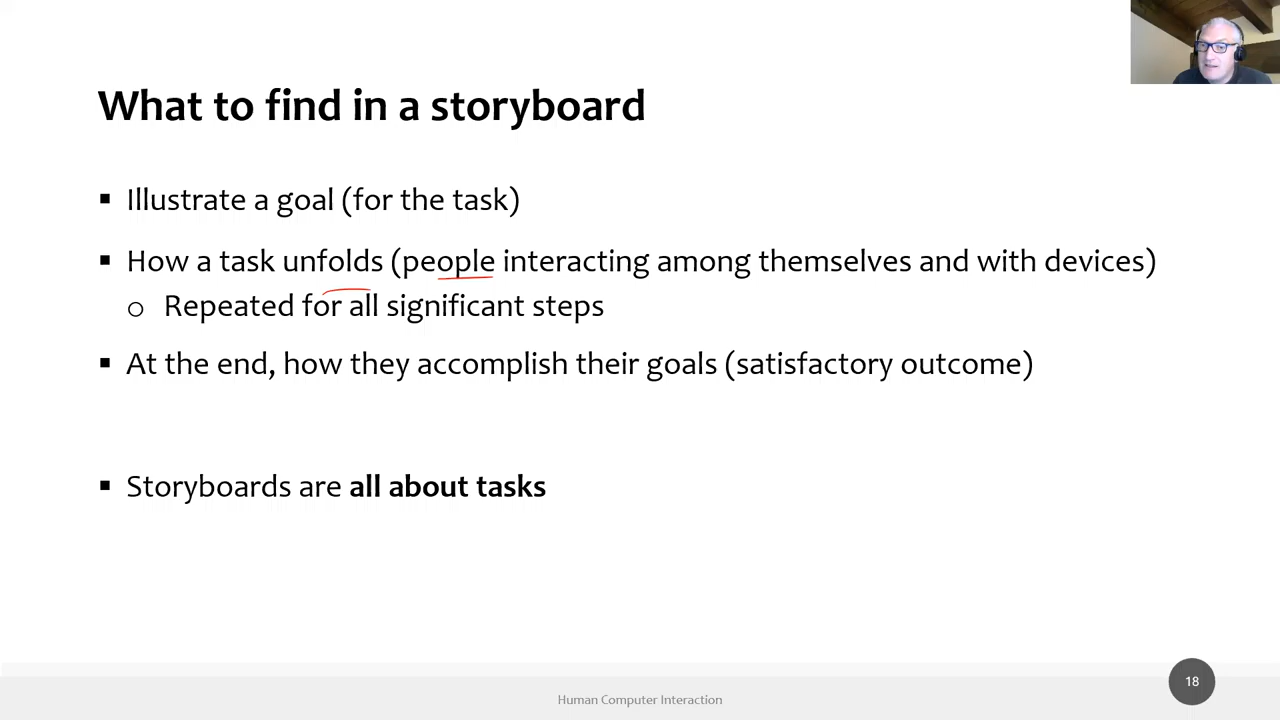 What to find in a storyboard
▪ Illustrate a goal (for the task)
▪ How a task unfolds (people interacting among themselves and with devices)
o Repeated for all significant steps
▪ At the end, how they accomplish their goals (satisfactory outcome)
▪ Storyboards are all about tasks
18
Human Computer Interaction